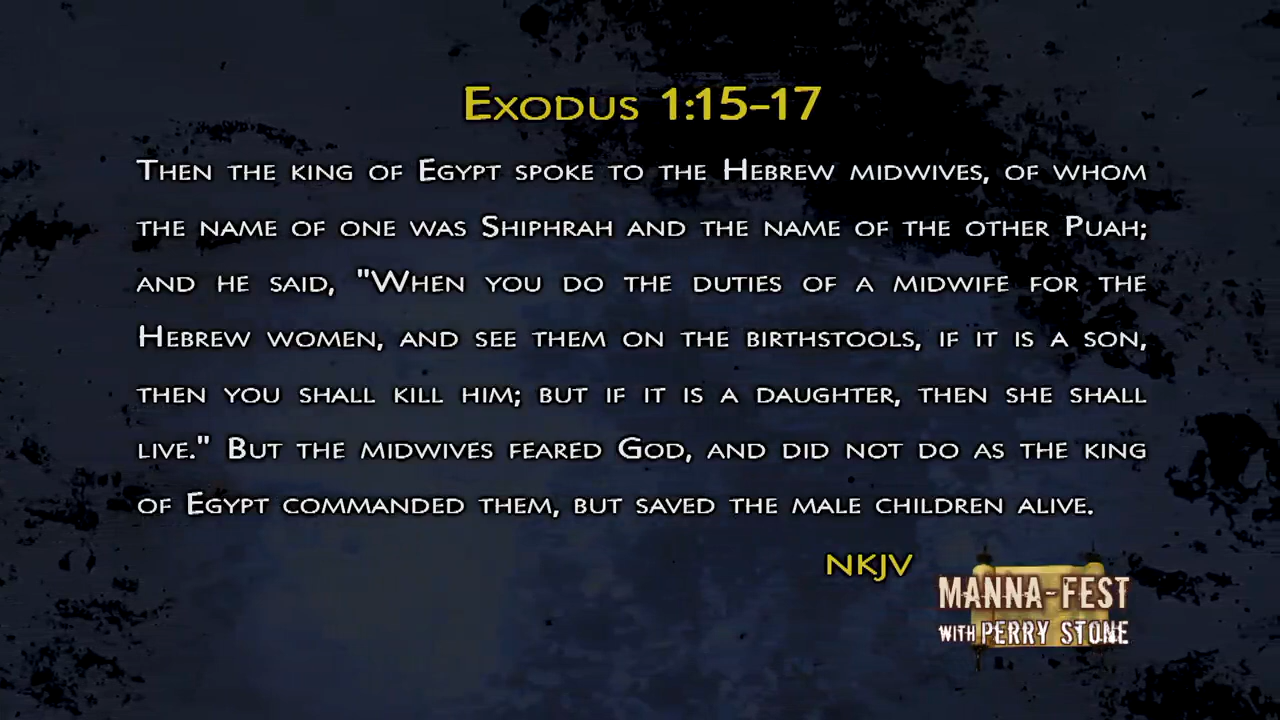 Exodus 1:15-17
Then the king of Egypt spoke to the Hebrew midwives, of whom
the name of one was Shiphrah and the name of the other Puah;
and he said, "When you do the duties of a midwife for the
Hebrew women, and see them on the birthstools, if it is a son,
then you shall kill him; but if it is a daughter, then she shall
live." But the midwives feared God, and did not do as the king
of Egypt commanded them, but saved the male children alive.
NKJV
MANNA-FEST
WITH PERRY STONE